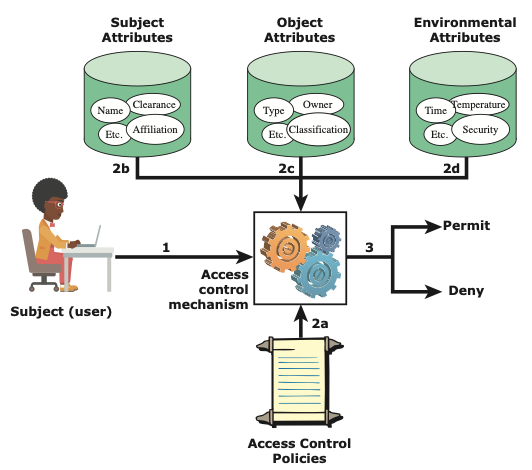 Subject
Attributes
Object
Attributes
Environmental
Attributes
Name
Clearance
Etc.
Affiliation
Type
Owner
Etc.
Classification
Time
Temperature
Etc.
Security
2b
2c
2d
1
Access
control
mechanism
3
Permit
Deny
Subject (user)
2a
Access Control
Policies